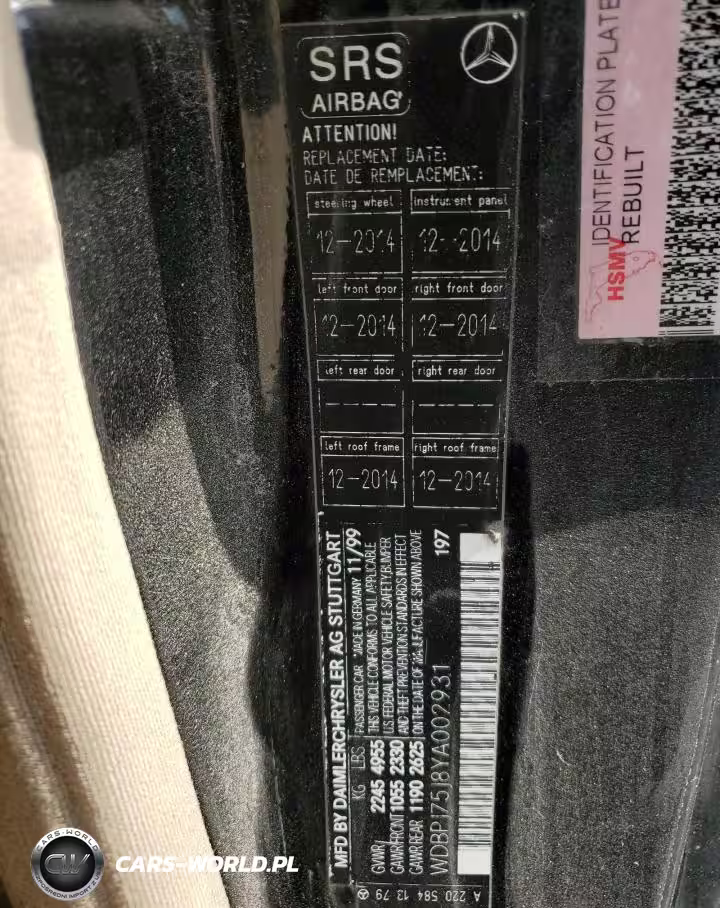 SRS
AIRBAG
ATTENTION!
REPLACEMENT DATE:
DATE DE REMPLACEMENT:
steering wheel
instrument panel
12-2014
12-2014
left front door
right front door
12-2014
12-2014
left rear door
right rear door
left roof frame
right roof frame
12-2014
12-2014
MFD BY DAIMLERCHRYSLER AG STUTTGART
PASSENGER CAR MADE IN GERMANY 11/99
KG LBS
THIS VEHICLE CONFORMS TO ALL APPLICABLE
GVWR 2245 4955
U.S. FEDERAL MOTOR VEHICLE SAFETY BUMPER
GAWR FRONT 1055 2330
AND THEFT PREVENTION STANDARDS IN EFFECT
GAWR REAR 1190 2625
ON THE DATE OF MANUFACTURE SHOWN ABOVE
WDBPJ75J8YA002931
197
A 220 584 13 79
IDENTIFICATION PLATE
REBUILT
HSMV
CARS-WORLD
CW
CARS-WORLD.PL